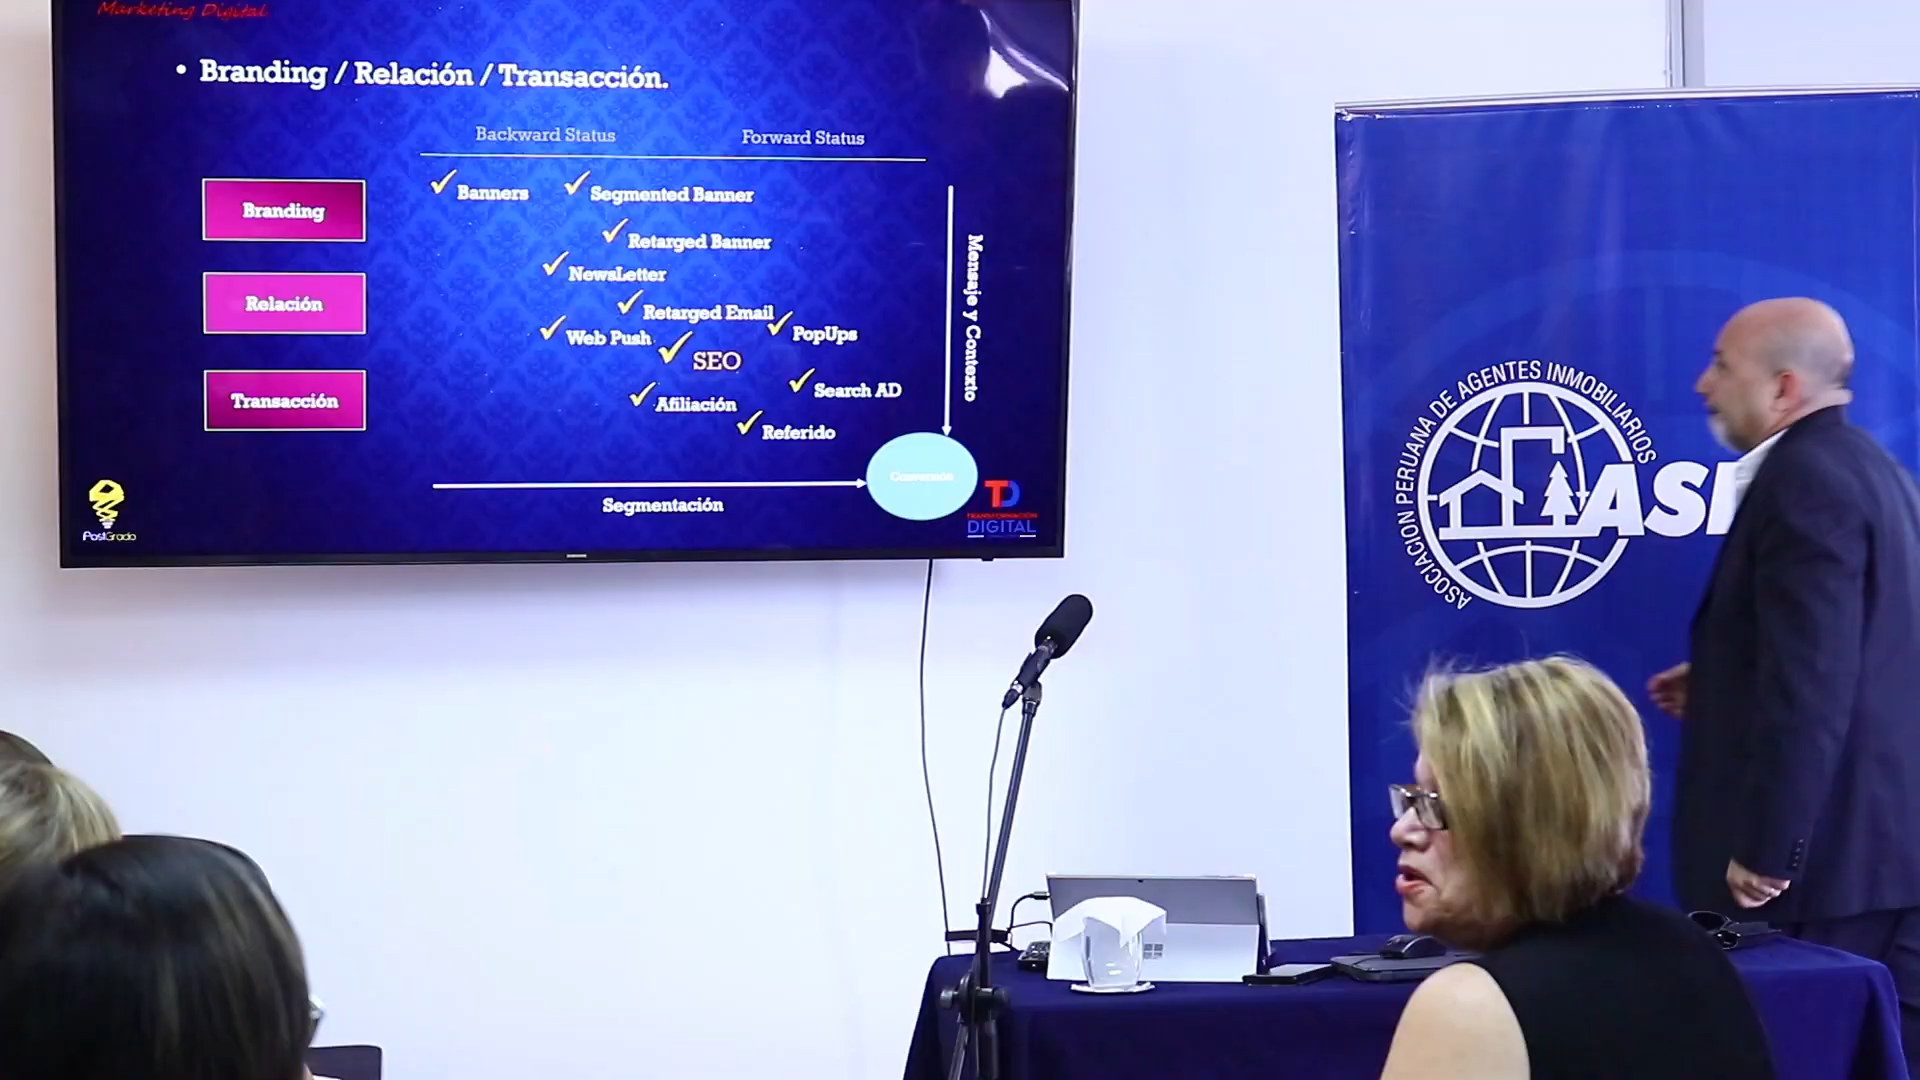 Marketing Digital
• Branding / Relación / Transacción.
Backward Status
Forward Status
Branding
Relación
Transacción
Banners
Segmented Banner
Retarged Banner
NewsLetter
Retarged Email
Web Push
PopUps
SEO
Search AD
Afiliación
Referido
Mensaje y Contexto
Segmentación
PostGrado
TD
TRANSFORMACIÓN
DIGITAL
ASOCIACION PERUANA DE AGENTES INMOBILIARIOS